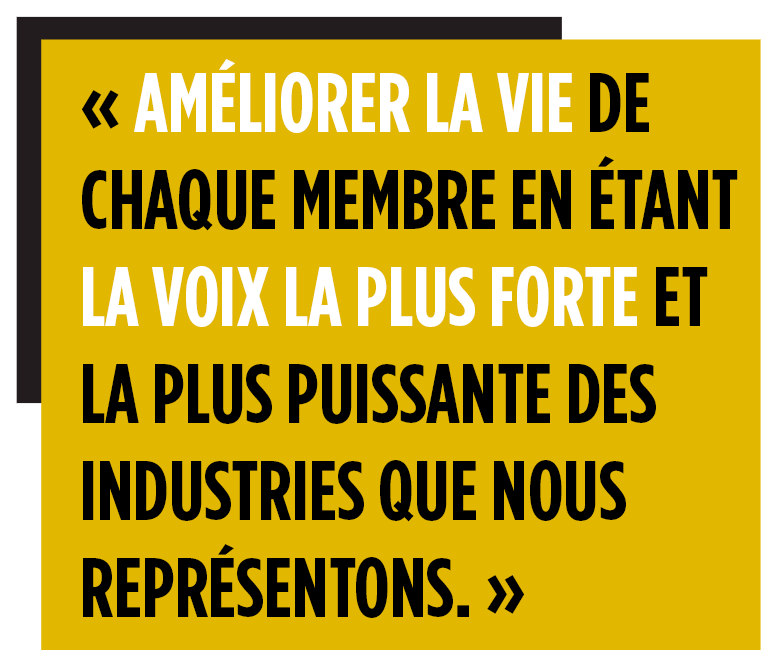 « AMÉLIORER LA VIE DE
CHAQUE MEMBRE EN ÉTANT
LA VOIX LA PLUS FORTE ET
LA PLUS PUISSANTE DES
INDUSTRIES QUE NOUS
REPRÉSENTONS. »